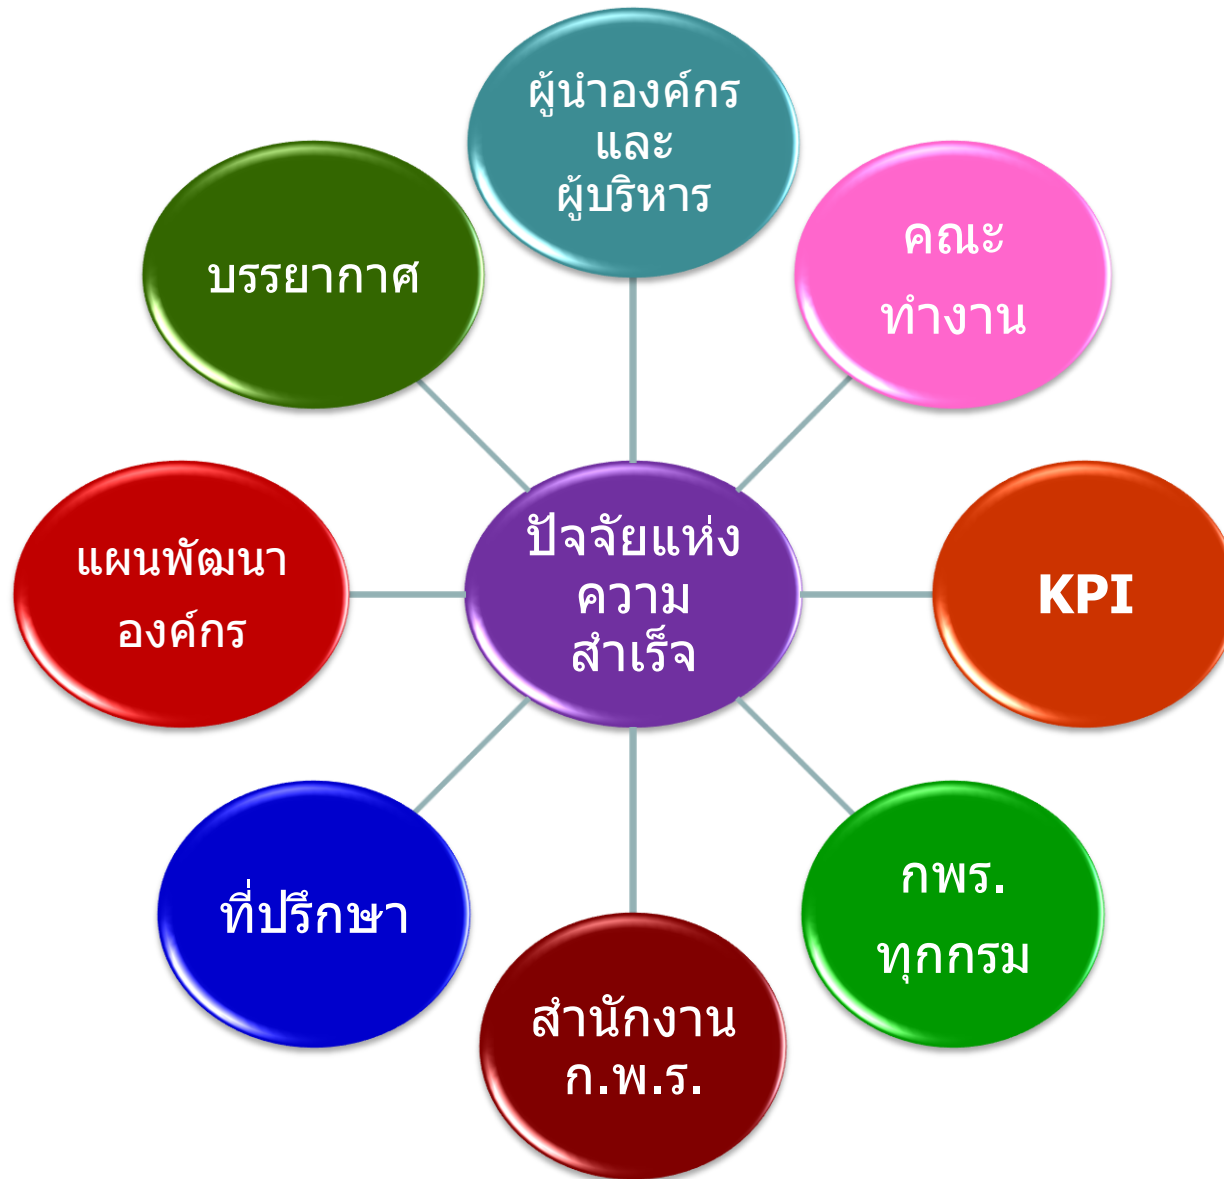 ผู้นำองค์กร
และ
ผู้บริหาร
คณะ
ทำงาน
บรรยากาศ
KPI
ปัจจัยแห่ง
ความ
สำเร็จ
แผนพัฒนา
องค์กร
กพร.
ทุกกรม
ที่ปรึกษา
สำนักงาน
ก.พ.ร.